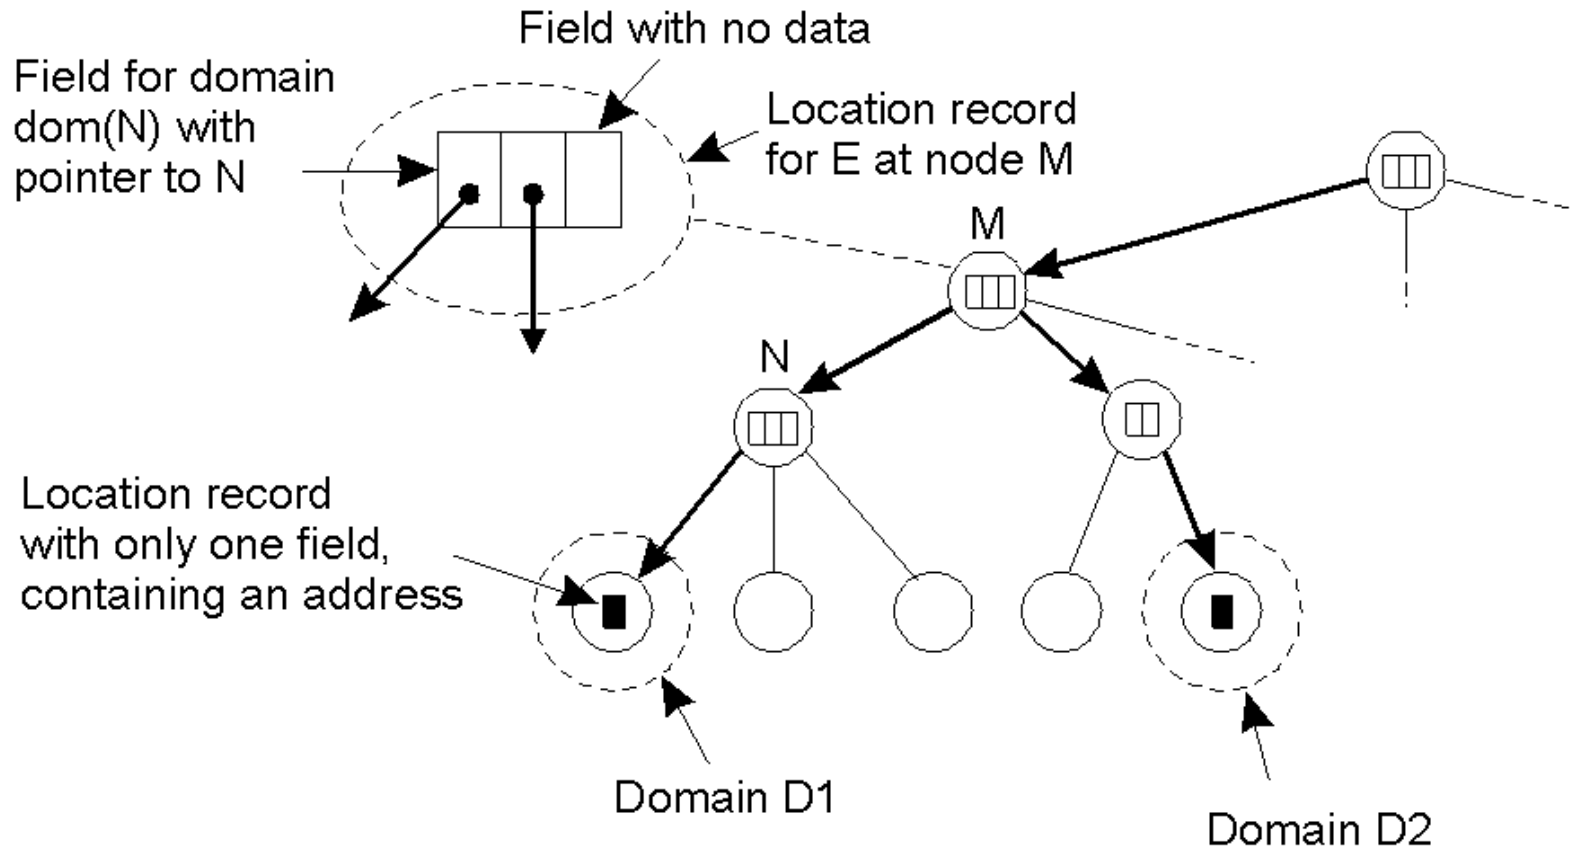 Field with no data
Field for domain
dom(N) with
pointer to N
Location record
for E at node M
M
N
Location record
with only one field,
containing an address
Domain D1
Domain D2